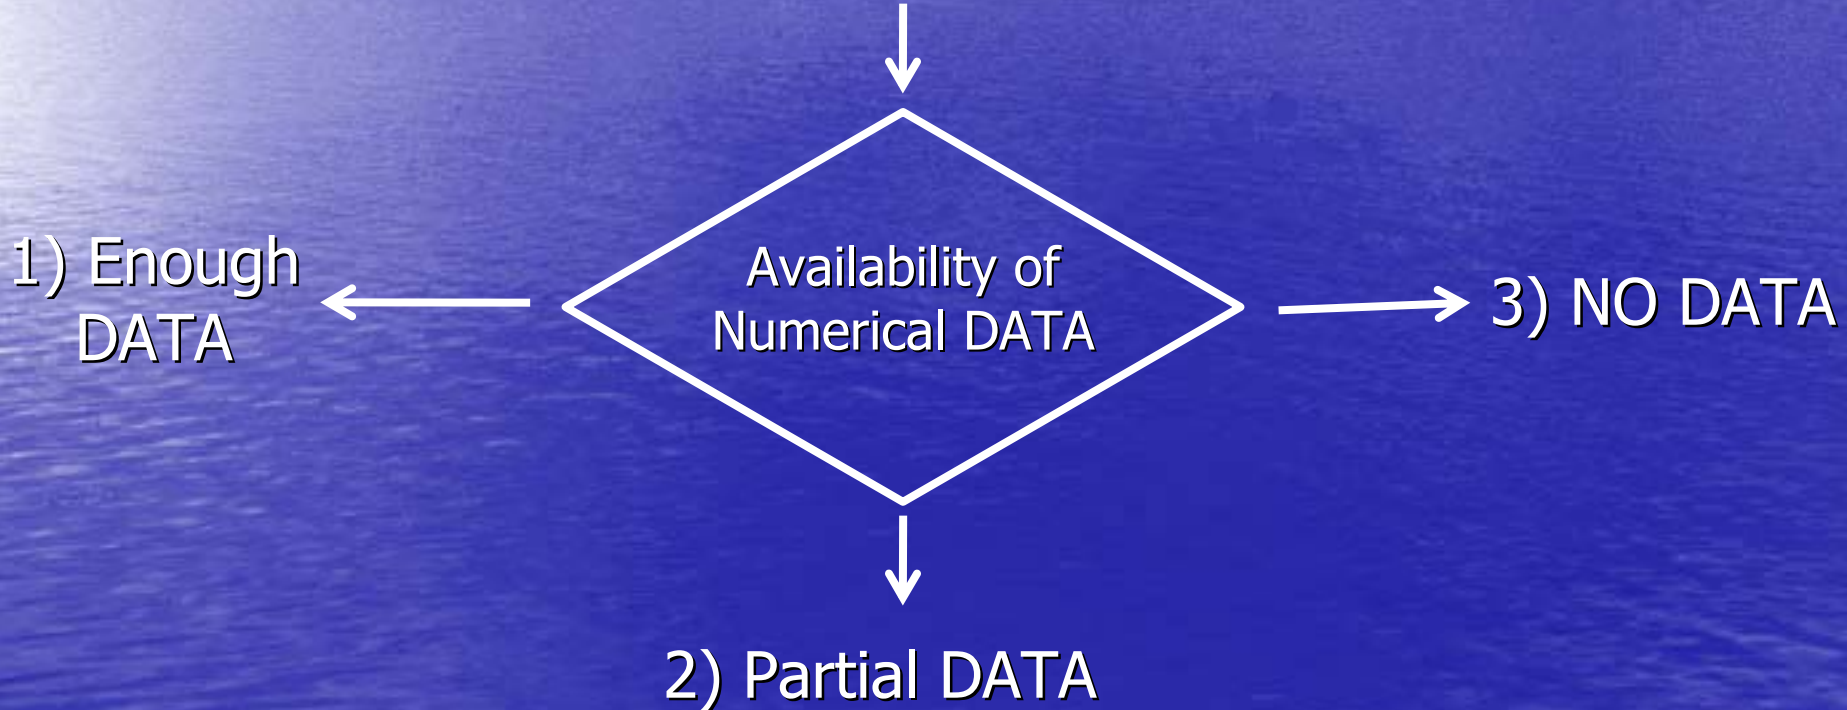 1) Enough
DATA
Availability of
Numerical DATA
3) NO DATA
2) Partial DATA